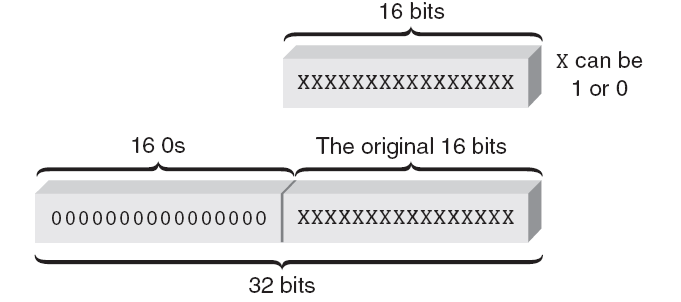 16 bits
XXXXXXXXXXXXXXXX
X can be
1 or 0
16 0s
The original 16 bits
0000000000000000
XXXXXXXXXXXXXXXX
32 bits